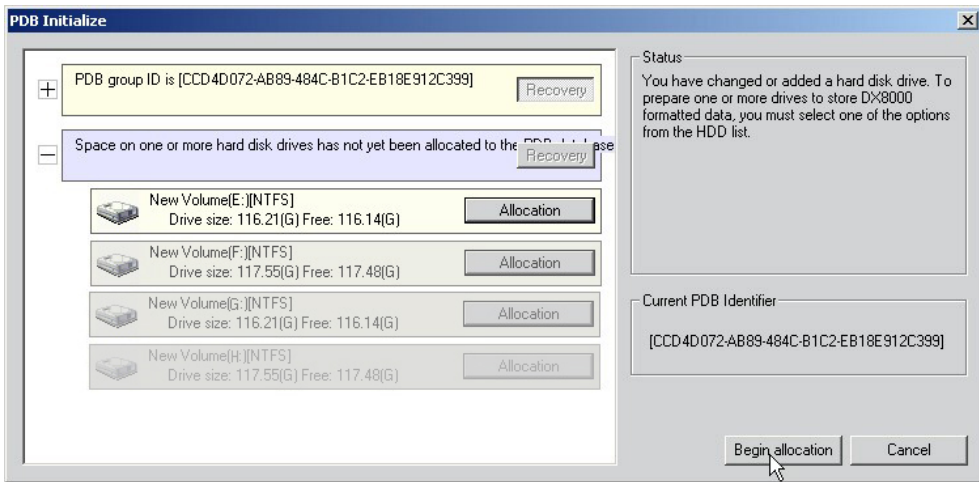 PDB Initialize
PDB group ID is [CCD4D072-AB89-484C-B1C2-EB18E912C399]
Recovery
Space on one or more hard disk drives has not yet been allocated to the PDB database
Recovery
New Volume(E:)[NTFS]
Drive size: 116.21(G) Free: 116.14(G)
Allocation
New Volume(F:)[NTFS]
Drive size: 117.55(G) Free: 117.48(G)
Allocation
New Volume(G:)[NTFS]
Drive size: 116.21(G) Free: 116.14(G)
Allocation
New Volume(H:)[NTFS]
Drive size: 117.55(G) Free: 117.48(G)
Allocation
Status
You have changed or added a hard disk drive. To
prepare one or more drives to store DX8000
formatted data, you must select one of the options
from the HDD list.
Current PDB Identifier
[CCD4D072-AB89-484C-B1C2-EB18E912C399]
Begin allocation
Cancel